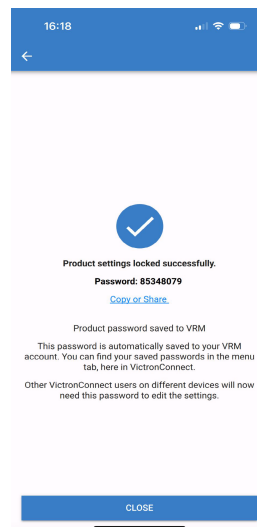 16:18
Product settings locked successfully.
Password: 85348079
Copy or Share
Product password saved to VRM
This password is automatically saved to your VRM
account. You can find your saved passwords in the menu
tab, here in VictronConnect.
Other VictronConnect users on different devices will now
need this password to edit the settings.
CLOSE